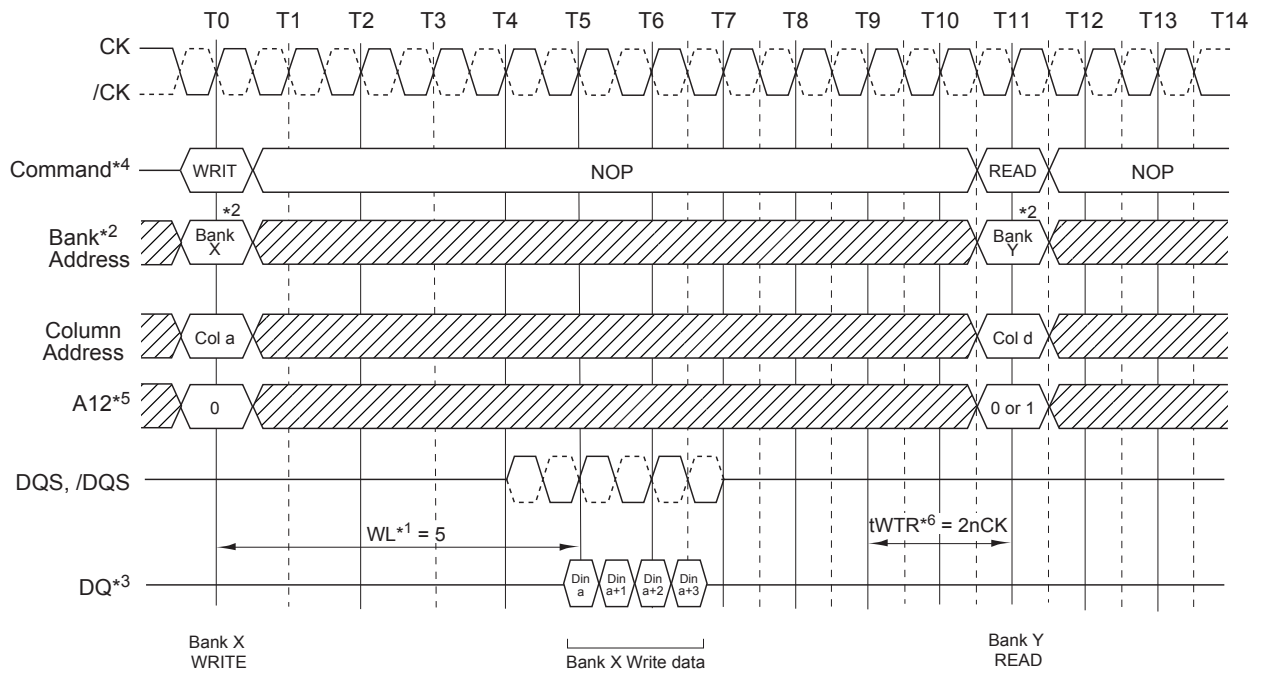 T0 T1 T2 T3 T4 T5 T6 T7 T8 T9 T10 T11 T12 T13 T14
CK
/CK
Command*4 WRIT NOP READ NOP
*2 *2
Bank*2
Address
Bank
X
Bank
Y
Column
Address
Col a Col d
A12*5 0 0 or 1
DQS, /DQS
WL*1 = 5 tWTR*6 = 2nCK
DQ*3
Din
a
Din
a+1
Din
a+2
Din
a+3
Bank X
WRITE
Bank X Write data
Bank Y
READ